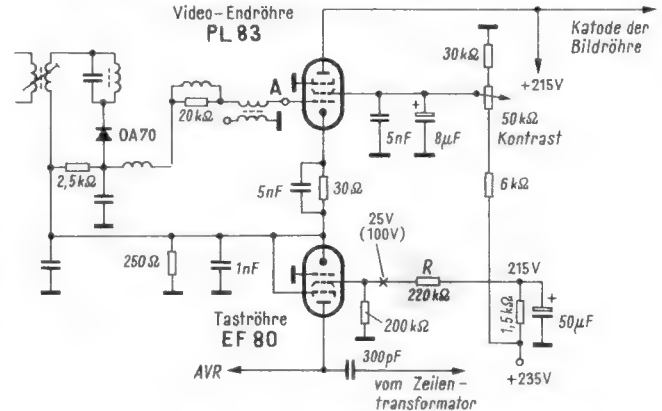 Video-Endröhre
PL 83
Katode der
Bildröhre
+215V
30kΩ
A
OA70
20kΩ
5nF
+
8µF
50kΩ
Kontrast
2,5kΩ
5nF
30Ω
6kΩ
25V
(100V)
250Ω
1nF
R
220kΩ
215V
+
1,5kΩ
50µF
200kΩ
Taströhre
EF 80
300pF
+235V
AVR
vom Zeilen-
transformator